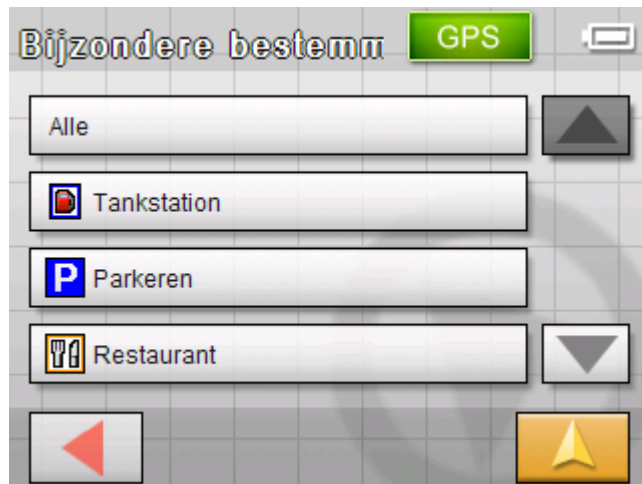 Bijzondere bestemm
GPS
Alle
Tankstation
P Parkeren
Restaurant